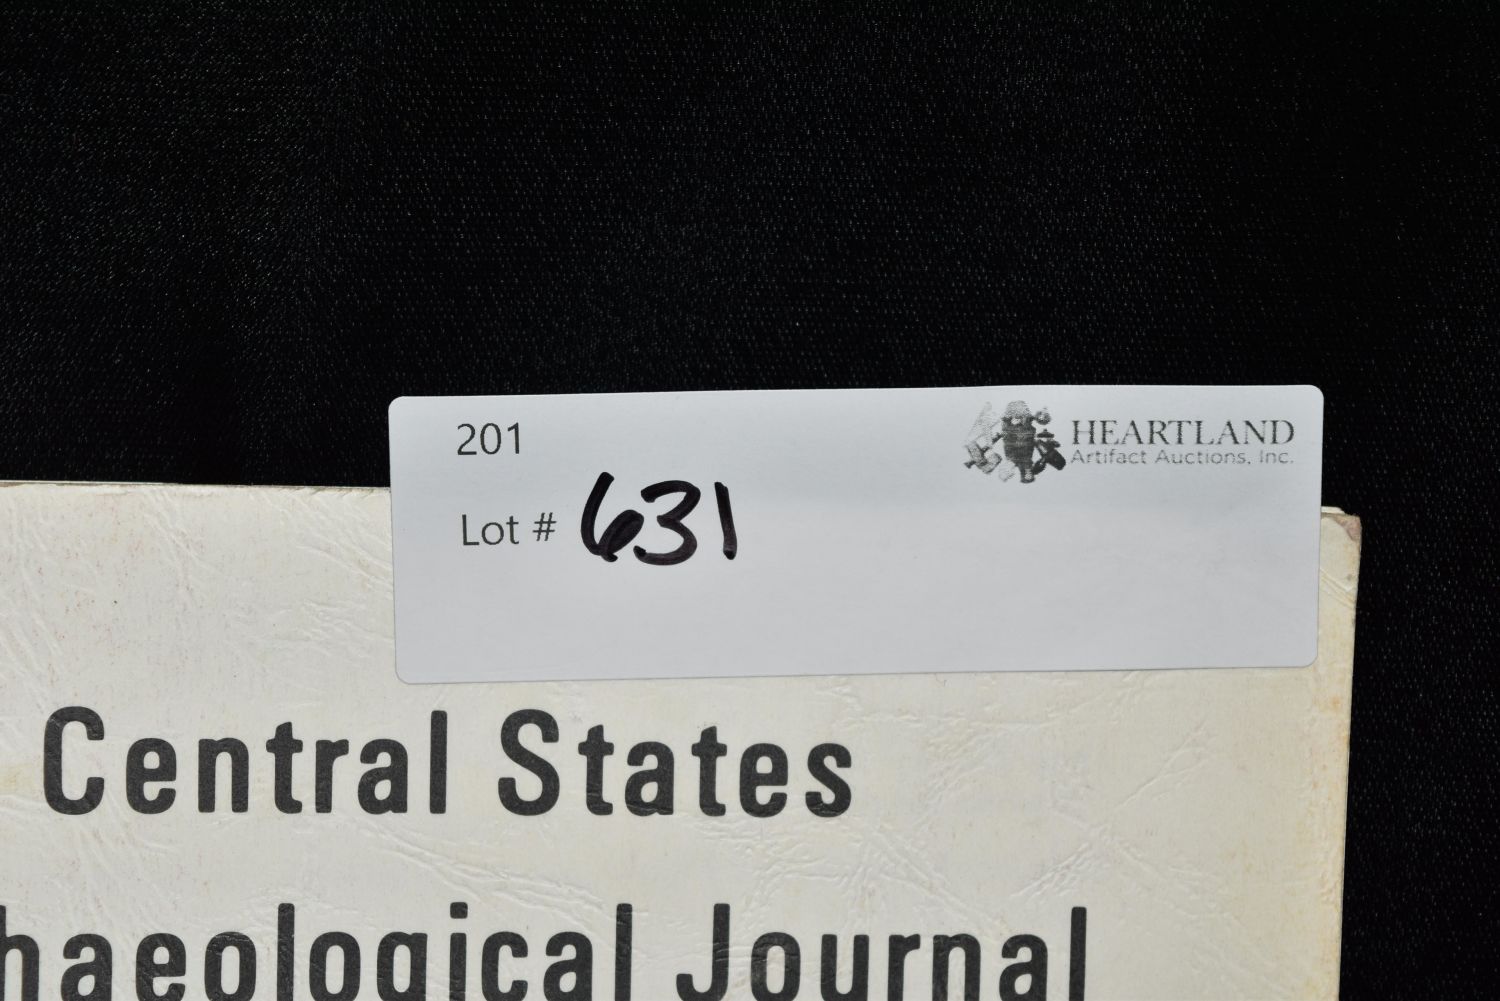 201
HEARTLAND
Artifact Auctions, Inc.
Lot # 631
Central States
haeological Journal